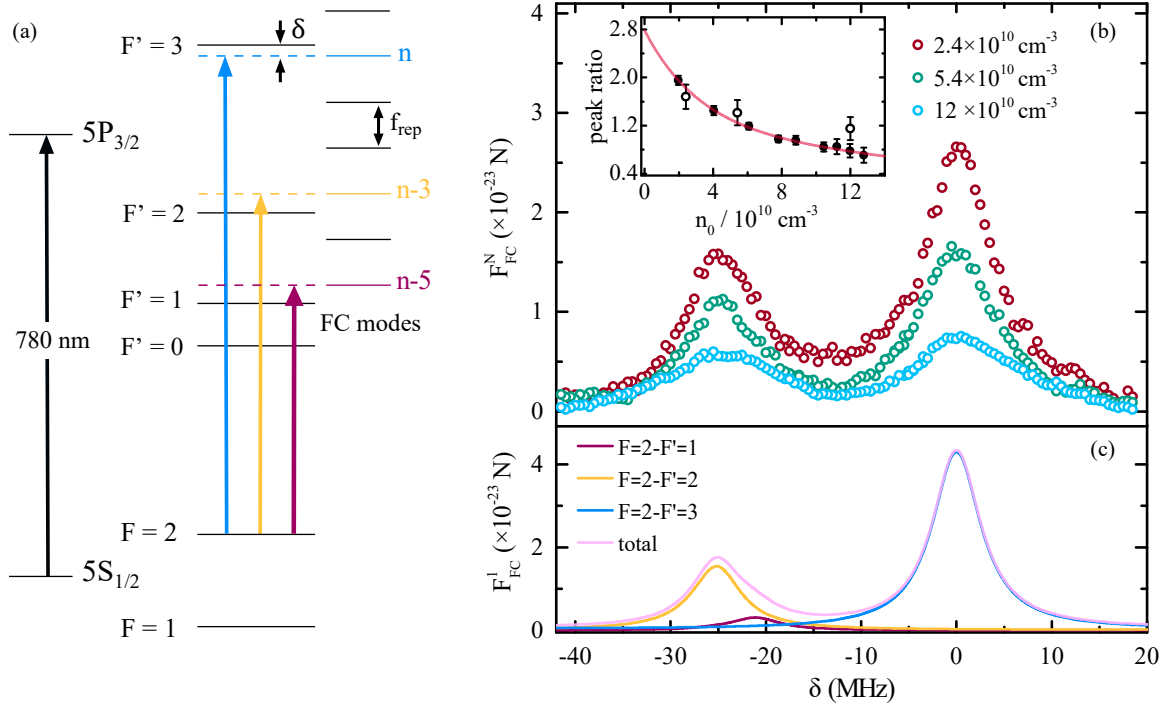 (a)
F' = 3
δ
n
f_rep
5P_3/2
n-3
F' = 2
n-5
F' = 1
FC modes
780 nm
F' = 0
F = 2
5S_1/2
F = 1
(b)
F^N_FC (×10^-23 N)
4
3
2
1
0
2.4×10^10 cm^-3
5.4×10^10 cm^-3
12 ×10^10 cm^-3
peak ratio
2.8
2.0
1.2
0.4
0 4 8 12
n_0 / 10^10 cm^-3
(c)
F^1_FC (×10^-23 N)
4
2
0
F=2-F'=1
F=2-F'=2
F=2-F'=3
total
-40 -30 -20 -10 0 10 20
δ (MHz)